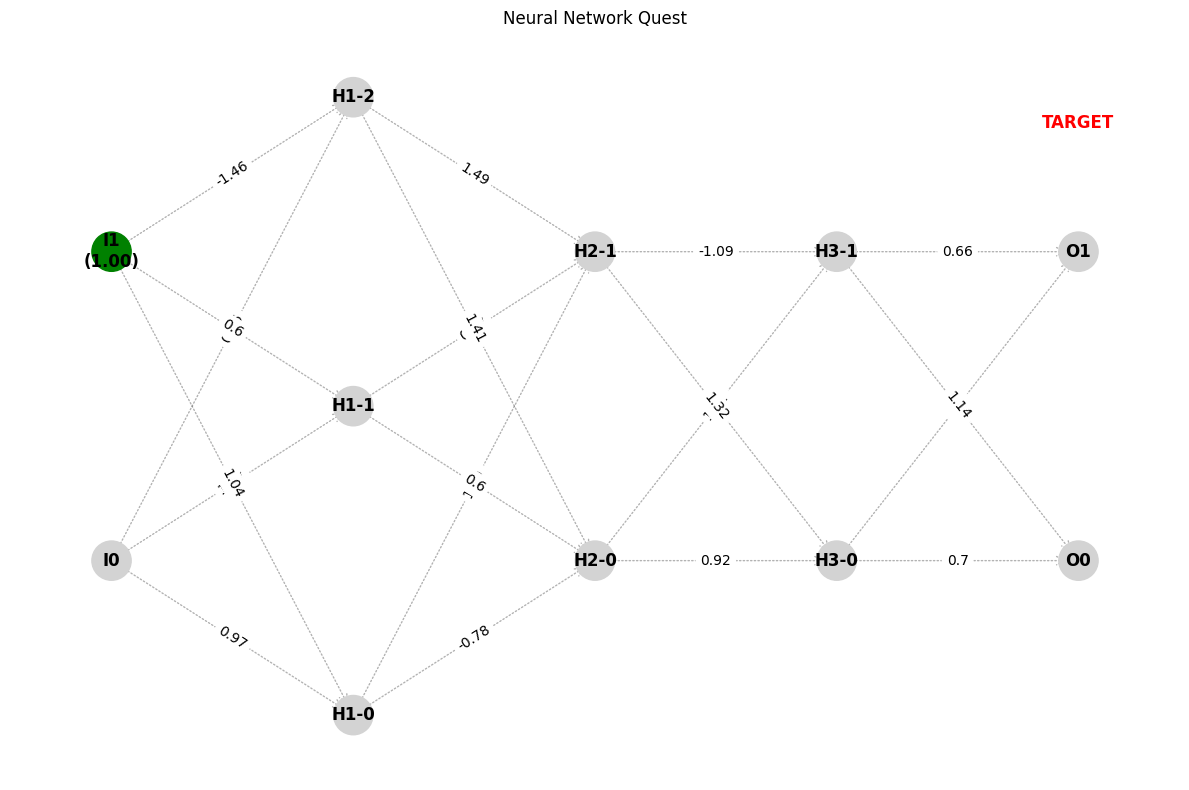 Neural Network Quest
H1-2
TARGET
-1.46
1.49
I1
(1.00)
H2-1
-1.09
H3-1
0.66
O1
0.6
1.41
H1-1
1.32
1.14
1.04
0.6
I0
H2-0
0.92
H3-0
0.7
O0
0.97
-0.78
H1-0